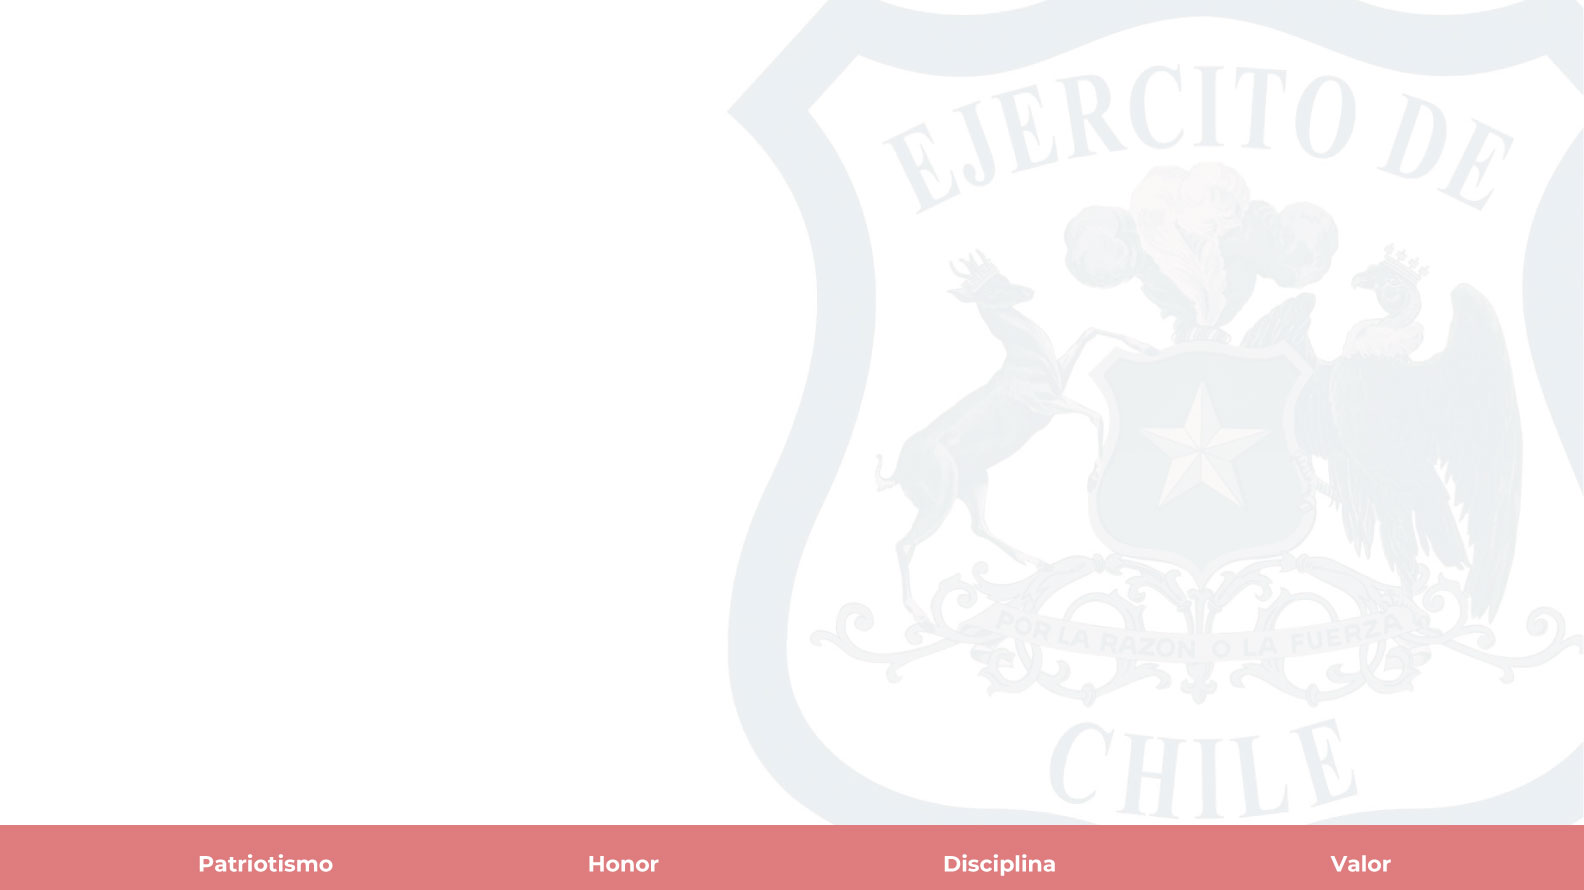 EJERCITO DE
POR LA RAZON O LA FUERZA
CHILE
Patriotismo Honor Disciplina Valor